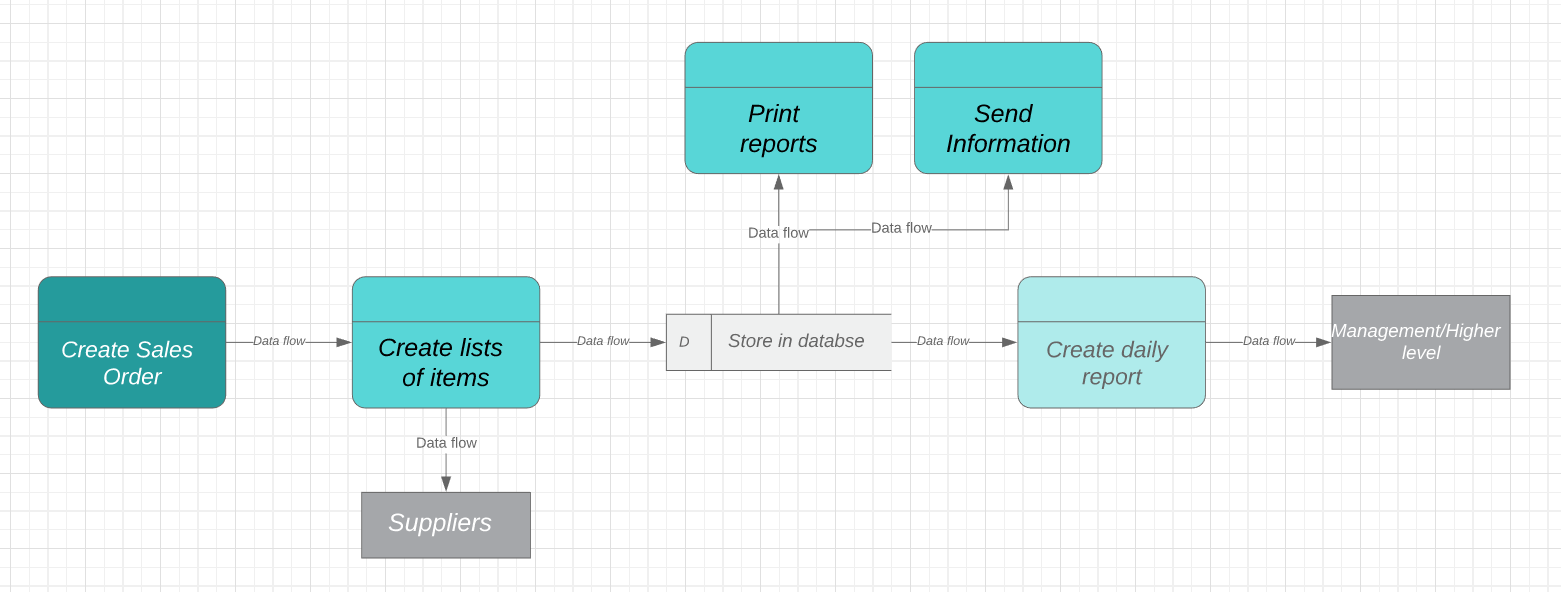 Print
reports
Send
Information
Data flow
Data flow
Create Sales
Order
Data flow
Create lists
of items
Data flow
D
Store in databse
Data flow
Create daily
report
Data flow
Management/Higher
level
Data flow
Suppliers